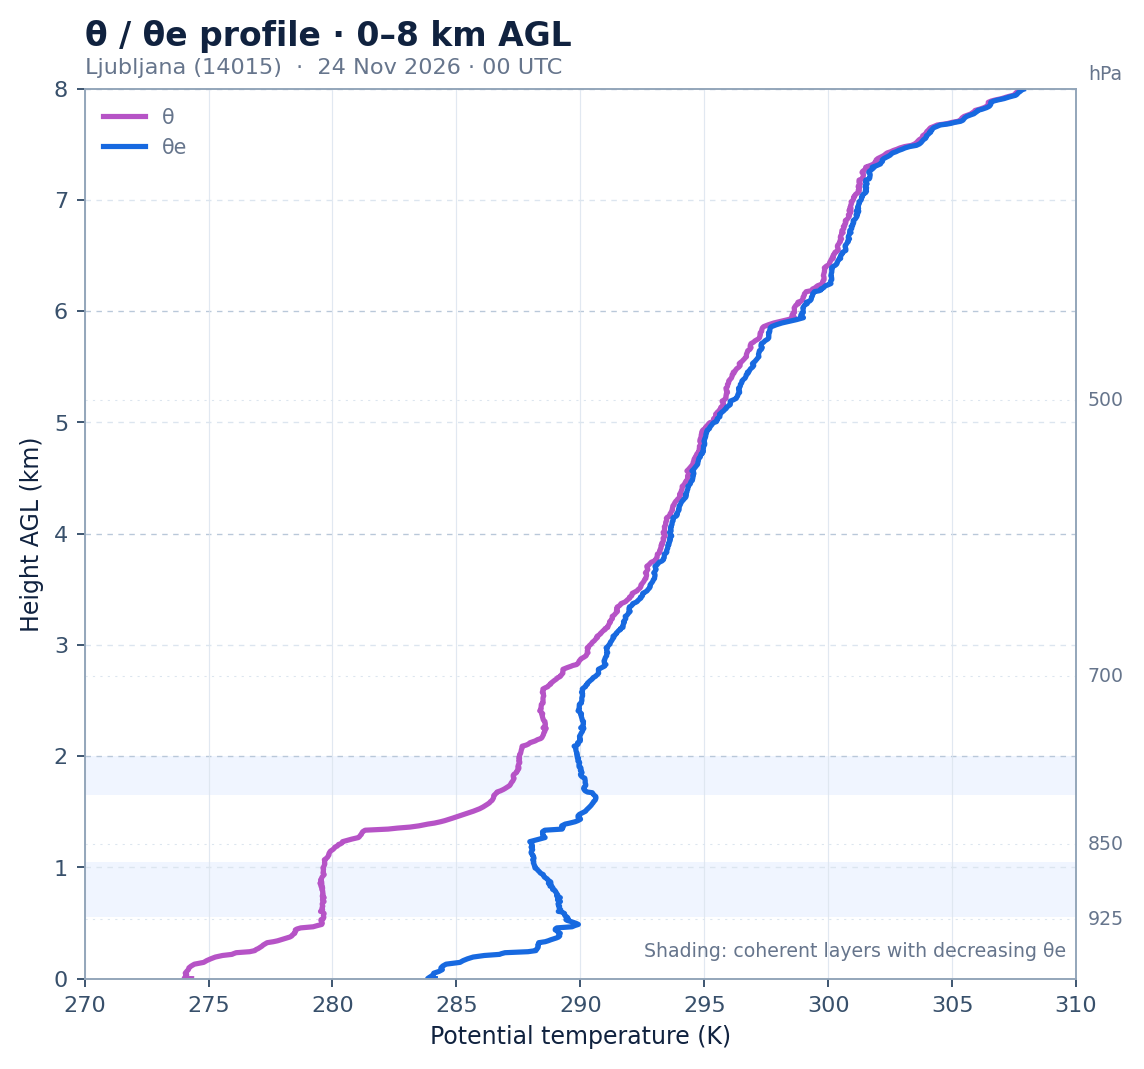 θ / θe profile · 0–8 km AGL
Ljubljana (14015) · 24 Nov 2026 · 00 UTC
hPa
θ
θe
8
7
6
5
4
3
2
1
0
500
700
850
925
Height AGL (km)
Shading: coherent layers with decreasing θe
270 275 280 285 290 295 300 305 310
Potential temperature (K)